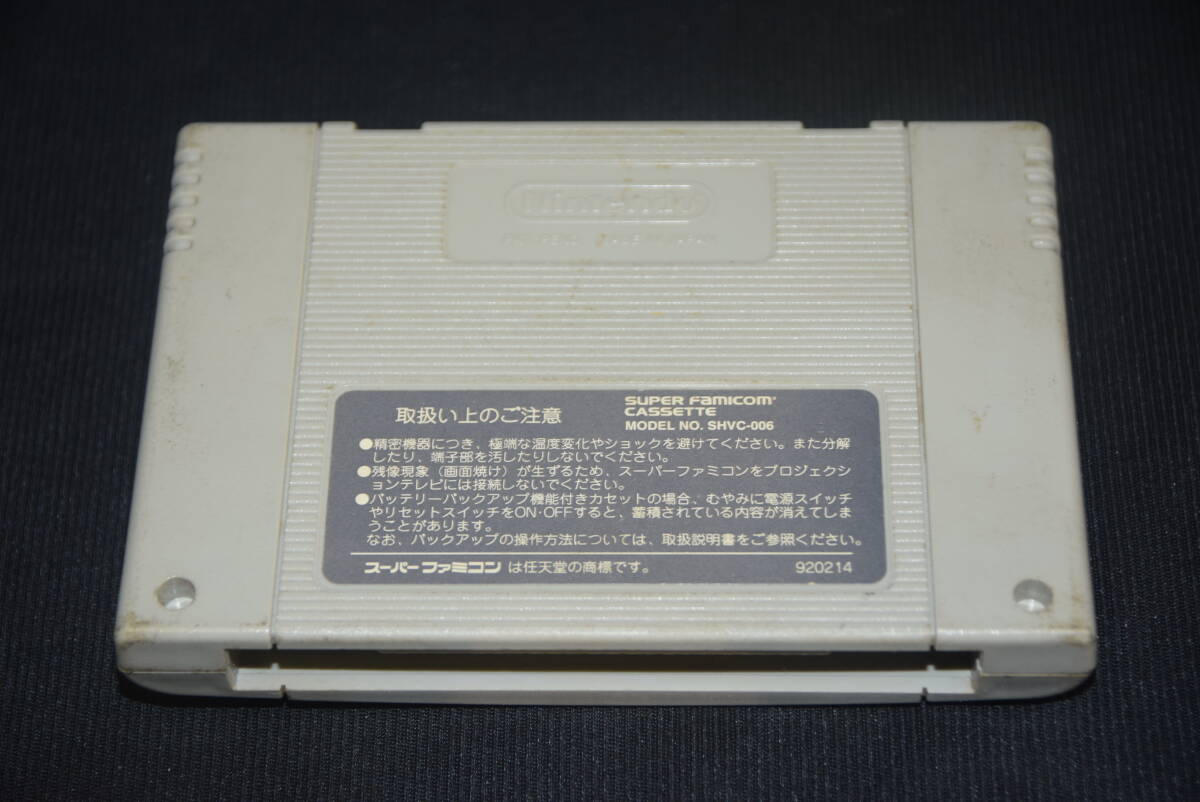 Nintendo
PAT. PEND. MADE IN JAPAN
取扱い上のご注意
SUPER FAMICOM
CASSETTE
MODEL NO. SHVC-006
●精密機器につき、極端な温度変化やショックを避けてください。また分解
したり、端子部を汚したりしないでください。
●残像現象（画面焼け）が生ずるため、スーパーファミコンをプロジェクシ
ョンテレビには接続しないでください。
●バッテリーバックアップ機能付きカセットの場合、むやみに電源スイッチ
やリセットスイッチをON・OFFすると、蓄積されている内容が消えてしま
うことがあります。
なお、バックアップの操作方法については、取扱説明書をご参照ください。
スーパーファミコン は任天堂の商標です。
920214